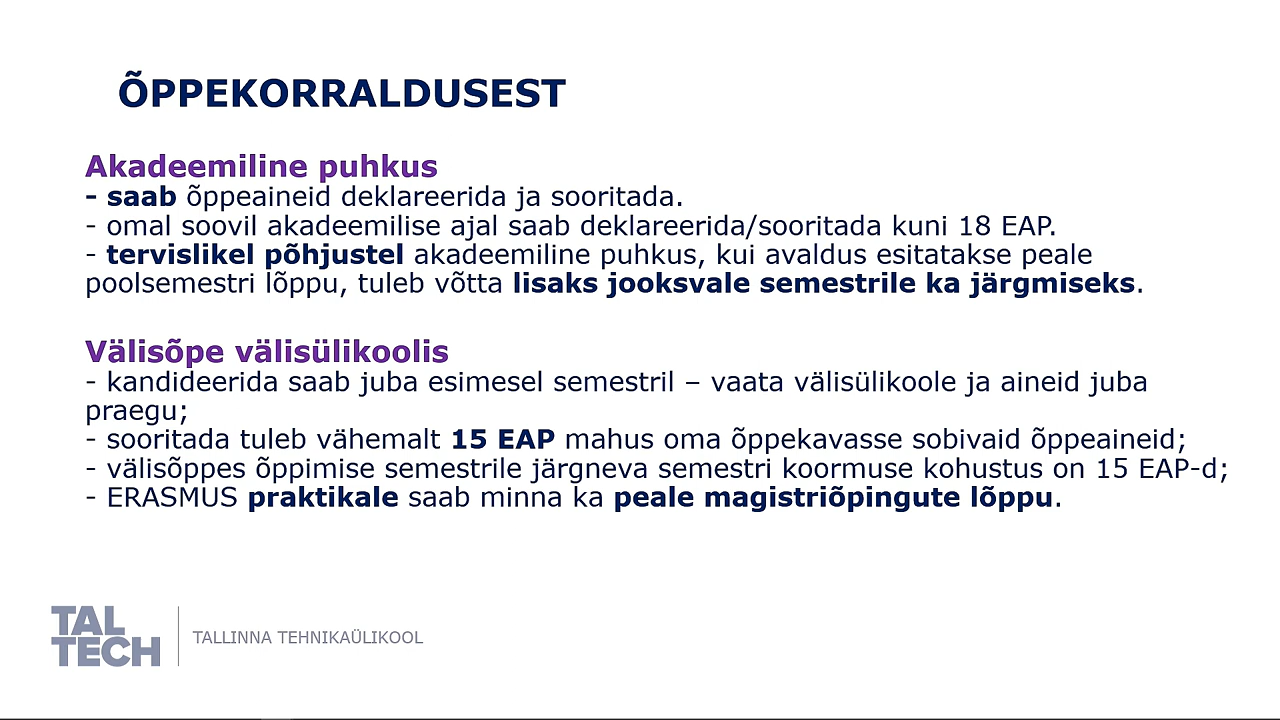 ÕPPEKORRALDUSEST
Akadeemiline puhkus
- saab õppeaineid deklareerida ja sooritada.
- omal soovil akadeemilise ajal saab deklareerida/sooritada kuni 18 EAP.
- tervislikel põhjustel akadeemiline puhkus, kui avaldus esitatakse peale
poolsemestri lõppu, tuleb võtta lisaks jooksvale semestrile ka järgmiseks.
Välisõpe välisülikoolis
- kandideerida saab juba esimesel semestril – vaata välisülikoole ja aineid juba
praegu;
- sooritada tuleb vähemalt 15 EAP mahus oma õppekavasse sobivaid õppeaineid;
- välisõppes õppimise semestrile järgneva semestri koormuse kohustus on 15 EAP-d;
- ERASMUS praktikale saab minna ka peale magistriõpingute lõppu.
TAL
TECH
TALLINNA TEHNIKAÜLIKOOL